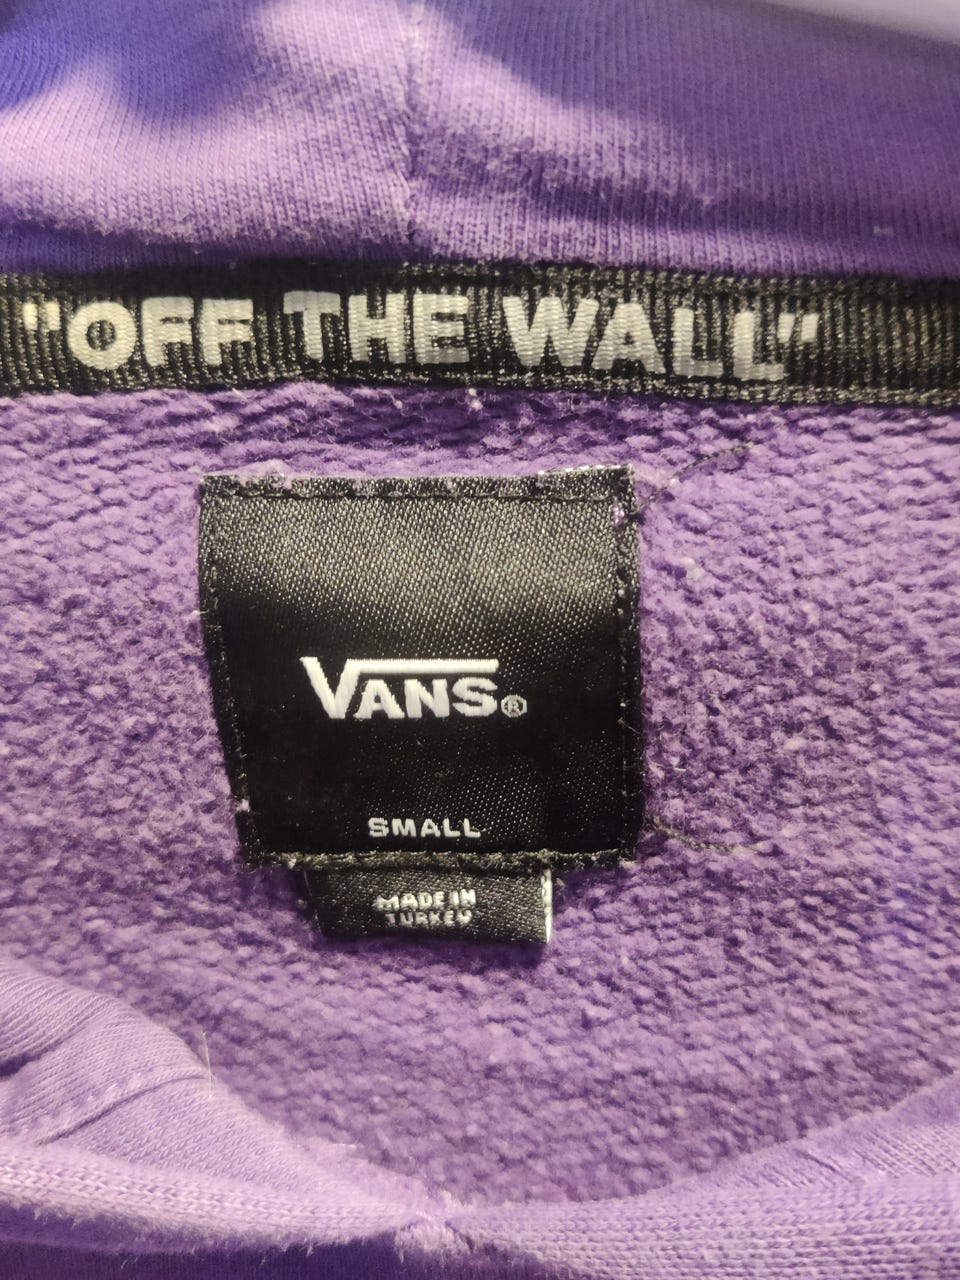 "OFF THE WALL"
VANS®
SMALL
MADE IN
TURKEY